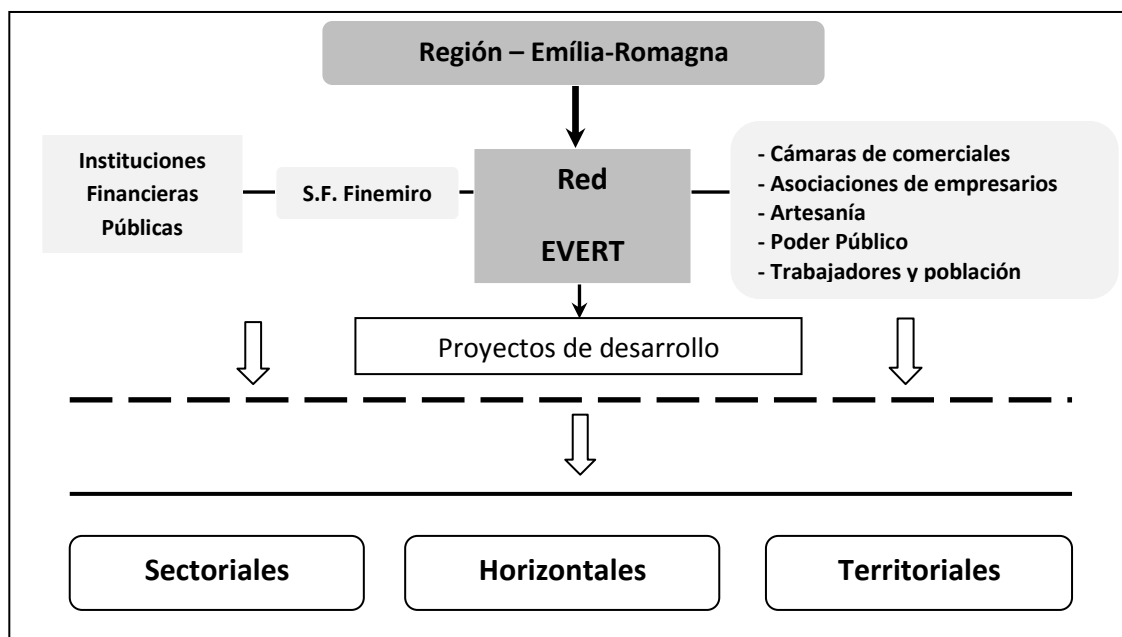 Región – Emília-Romagna
Instituciones
Financieras
Públicas
S.F. Finemiro
Red
EVERT
- Cámaras de comerciales
- Asociaciones de empresarios
- Artesanía
- Poder Público
- Trabajadores y población
Proyectos de desarrollo
Sectoriales
Horizontales
Territoriales